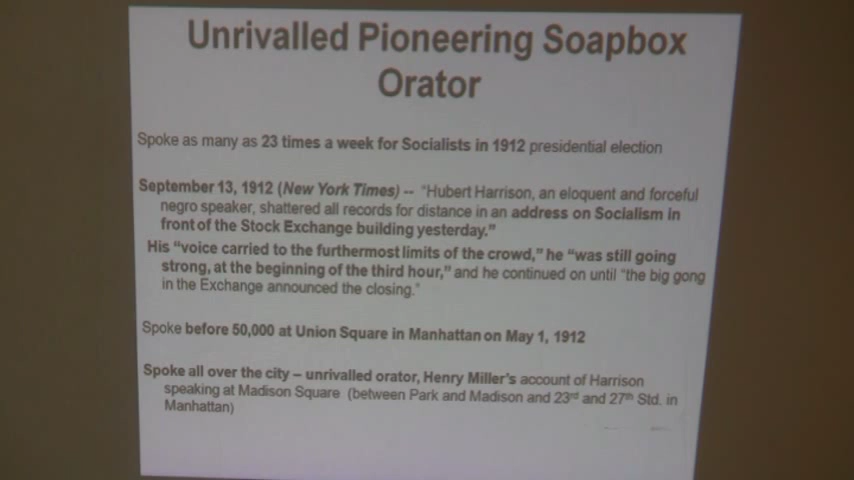 Unrivalled Pioneering Soapbox
Orator
Spoke as many as 23 times a week for Socialists in 1912 presidential election
September 13, 1912 (New York Times) -- "Hubert Harrison, an eloquent and forceful
negro speaker, shattered all records for distance in an address on Socialism in
front of the Stock Exchange building yesterday."
His "voice carried to the furthermost limits of the crowd," he "was still going
strong, at the beginning of the third hour," and he continued on until "the big gong
in the Exchange announced the closing."
Spoke before 50,000 at Union Square in Manhattan on May 1, 1912
Spoke all over the city – unrivalled orator, Henry Miller's account of Harrison
speaking at Madison Square (between Park and Madison and 23rd and 27th Std. in
Manhattan)